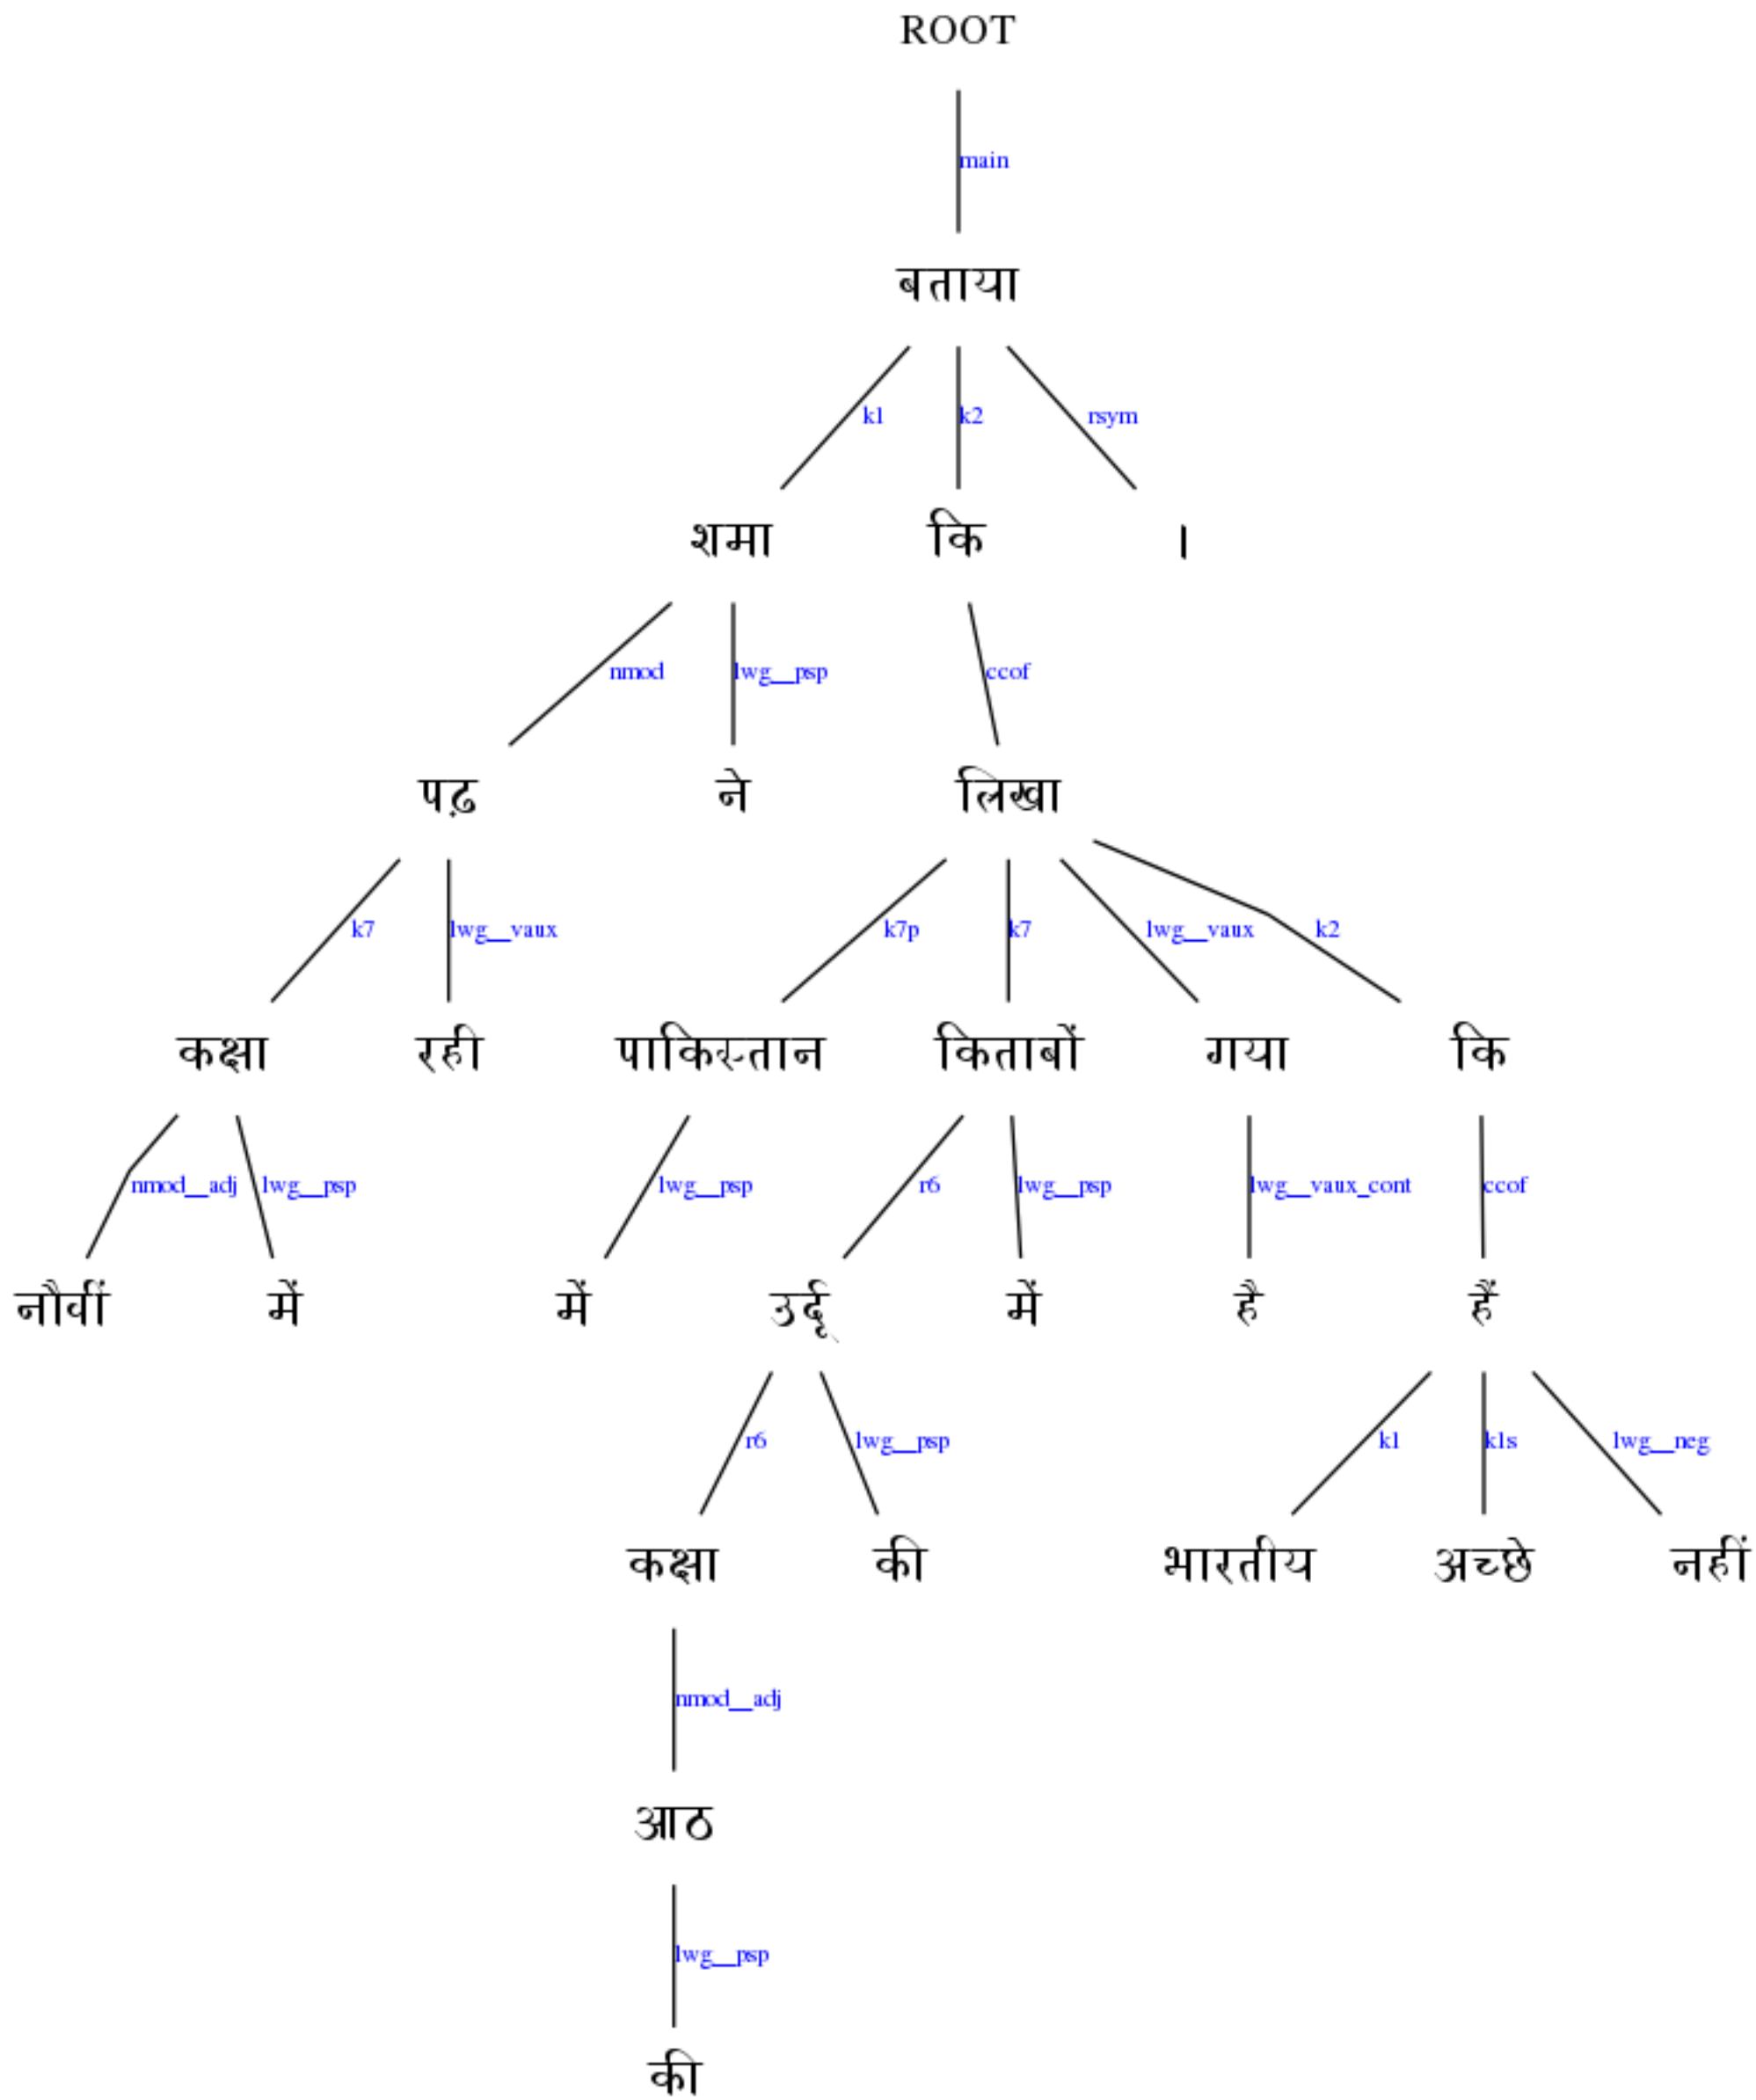 ROOT
main
बताया
k1 k2 rsym
शमा कि ।
nmod lwg__psp ccof
पढ़ ने लिखा
k7 lwg__vaux k7p k7 lwg__vaux k2
कक्षा रही पाकिस्तान किताबों गया कि
nmod__adj lwg__psp lwg__psp r6 lwg__psp lwg__vaux_cont ccof
नौवीं में में उर्दू में है हैं
r6 lwg__psp k1 k1s lwg__neg
कक्षा की भारतीय अच्छे नहीं
nmod__adj
आठ
lwg__psp
की